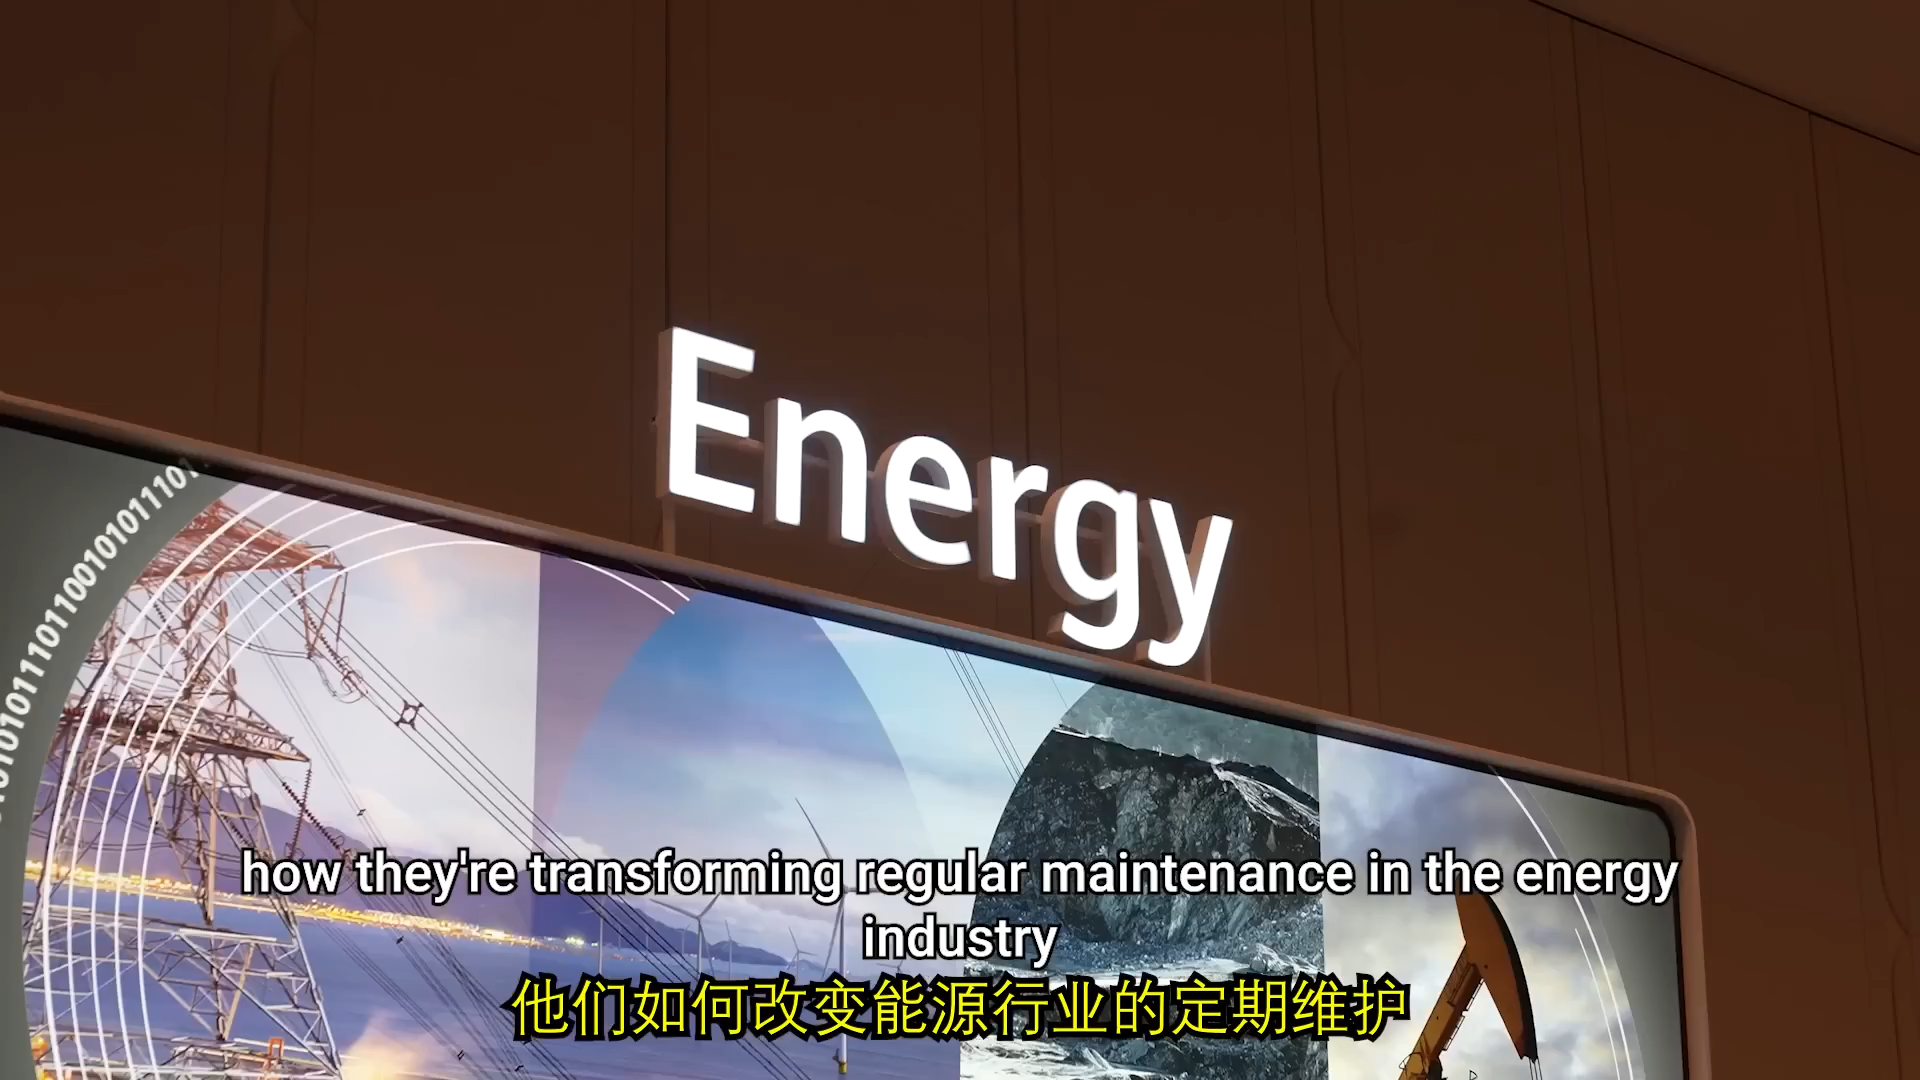 Energy
how they're transforming regular maintenance in the energy
industry
他们如何改变能源行业的定期维护